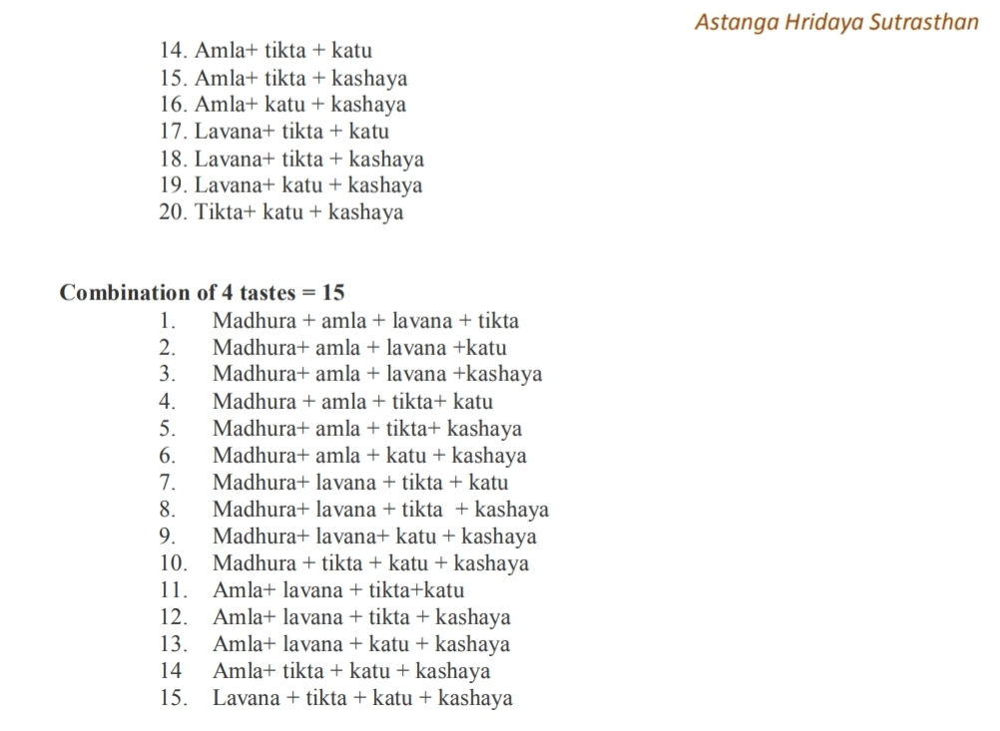 Astanga Hridaya Sutrasthan
14. Amla+ tikta + katu
15. Amla+ tikta + kashaya
16. Amla+ katu + kashaya
17. Lavana+ tikta + katu
18. Lavana+ tikta + kashaya
19. Lavana+ katu + kashaya
20. Tikta+ katu + kashaya
Combination of 4 tastes = 15
1. Madhura + amla + lavana + tikta
2. Madhura+ amla + lavana +katu
3. Madhura+ amla + lavana +kashaya
4. Madhura + amla + tikta+ katu
5. Madhura+ amla + tikta+ kashaya
6. Madhura+ amla + katu + kashaya
7. Madhura+ lavana + tikta + katu
8. Madhura+ lavana + tikta + kashaya
9. Madhura+ lavana+ katu + kashaya
10. Madhura + tikta + katu + kashaya
11. Amla+ lavana + tikta+katu
12. Amla+ lavana + tikta + kashaya
13. Amla+ lavana + katu + kashaya
14 Amla+ tikta + katu + kashaya
15. Lavana + tikta + katu + kashaya